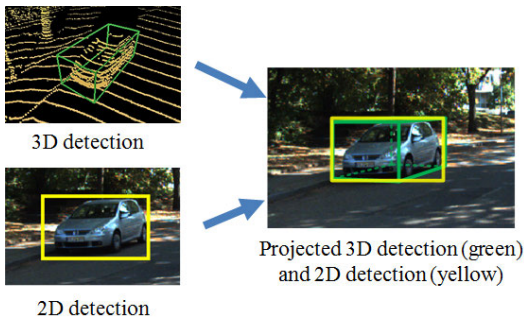 3D detection
2D detection
Projected 3D detection (green)
and 2D detection (yellow)